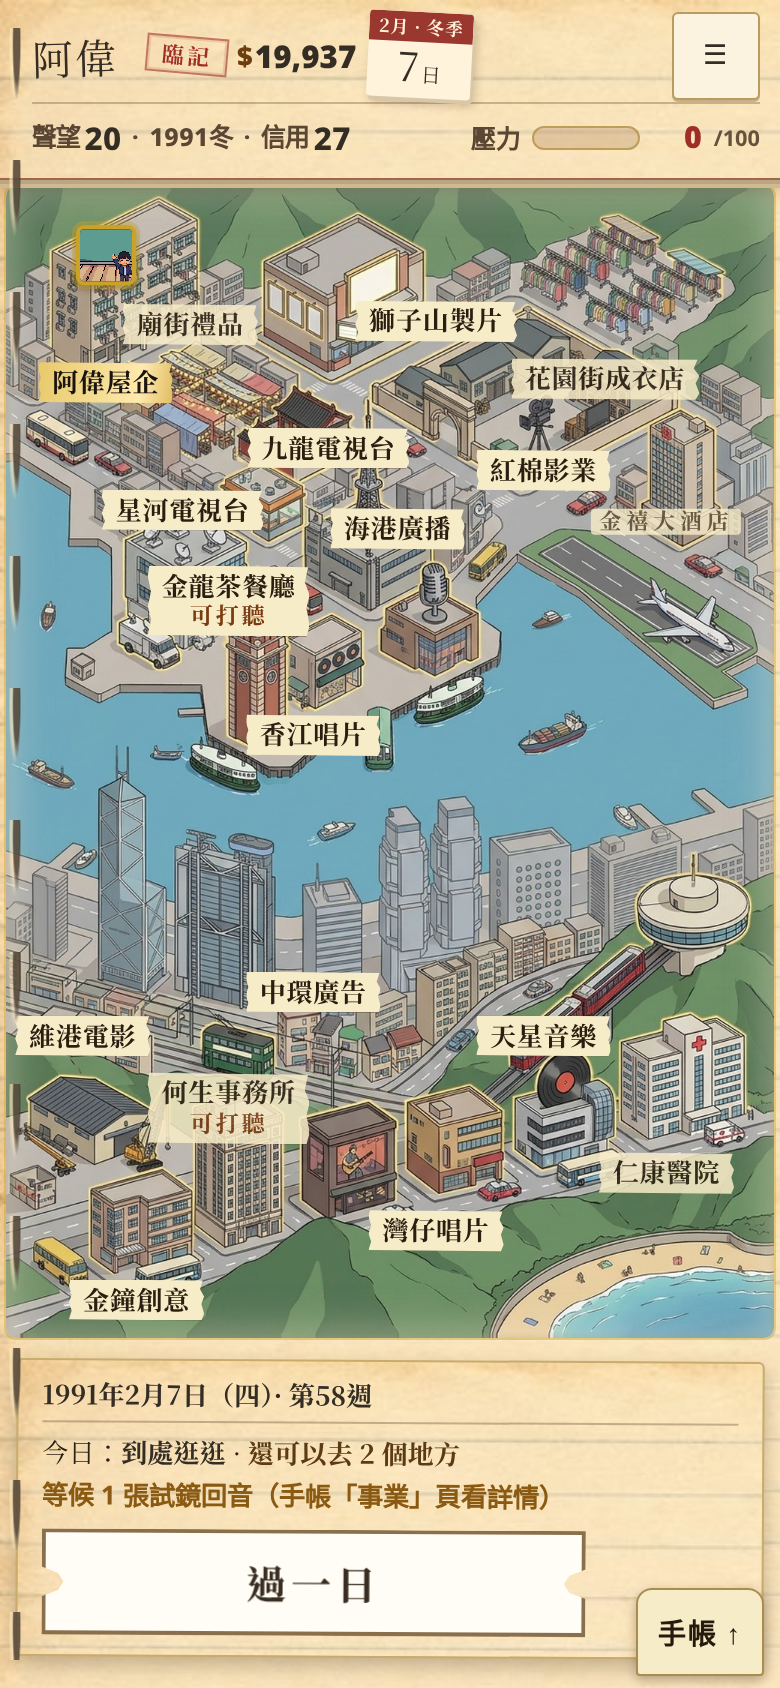 阿偉 臨記 $19,937 2月·冬季 7日 ☰
聲望20 · 1991冬 · 信用27 壓力 0 /100
廟街禮品
獅子山製片
阿偉屋企
花園街成衣店
九龍電視台
紅棉影業
星河電視台
海港廣播
金禧大酒店
金龍茶餐廳
可打聽
香江唱片
中環廣告
維港電影
天星音樂
何生事務所
可打聽
仁康醫院
灣仔唱片
金鐘創意
1991年2月7日（四）· 第58週
今日：到處逛逛 · 還可以去 2 個地方
等候 1 張試鏡回音（手帳「事業」頁看詳情）
過一日
手帳 ↑